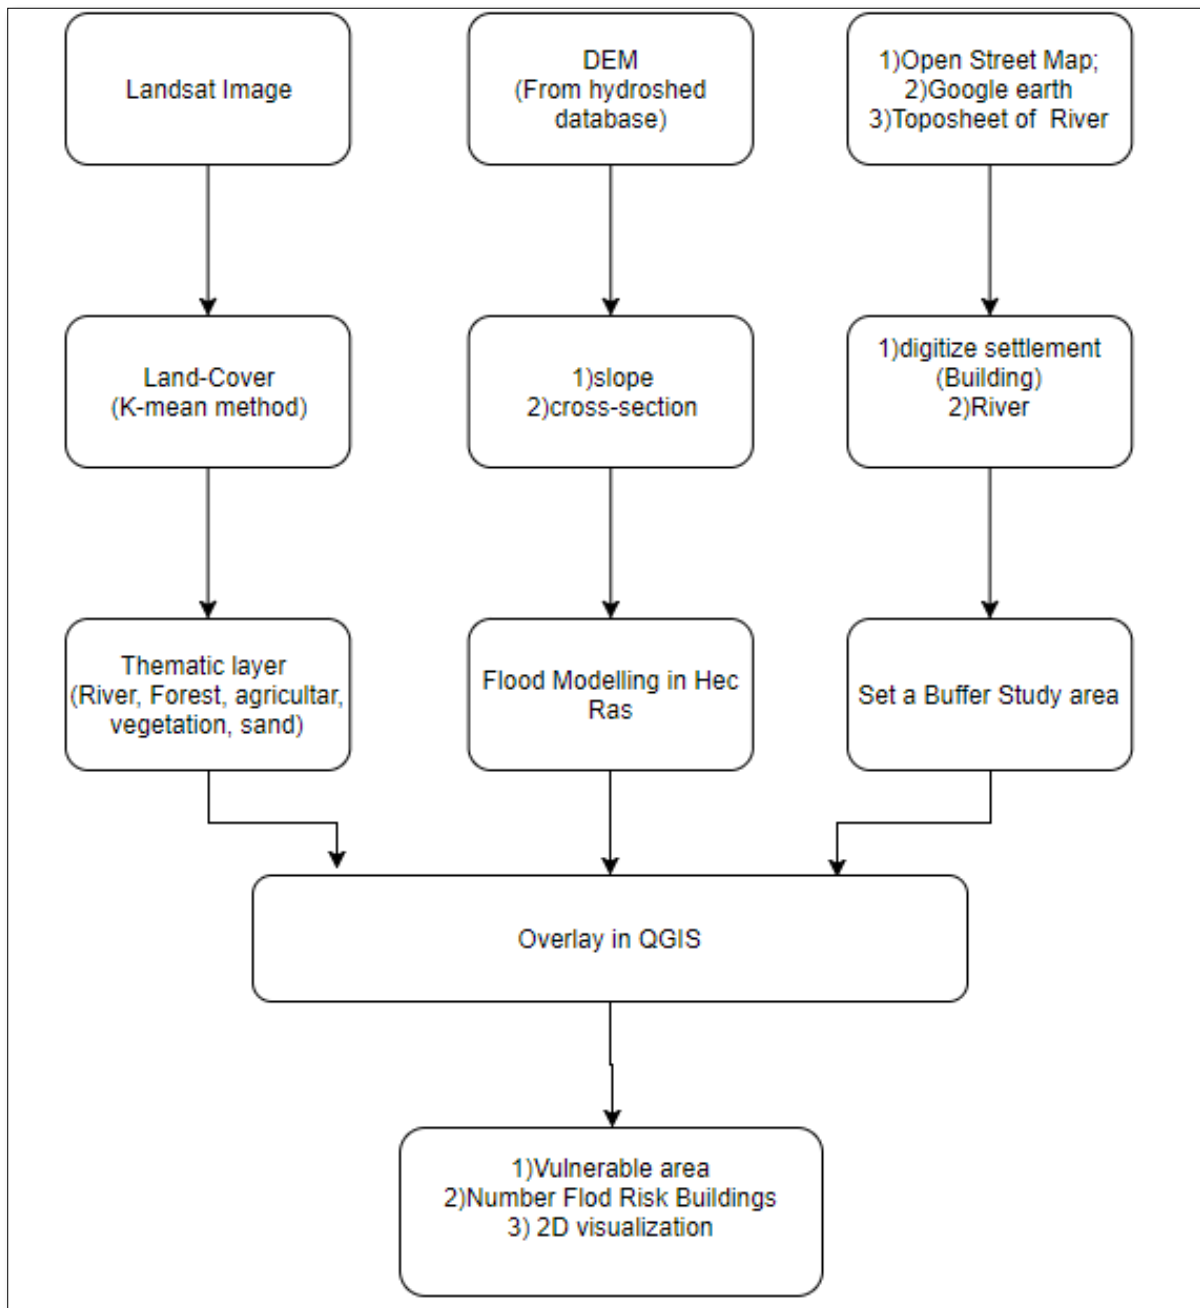 Landsat Image
DEM
(From hydroshed
database)
1)Open Street Map;
2)Google earth
3)Toposheet of River
Land-Cover
(K-mean method)
1)slope
2)cross-section
1)digitize settlement
(Building)
2)River
Thematic layer
(River, Forest, agricultar,
vegetation, sand)
Flood Modelling in Hec
Ras
Set a Buffer Study area
Overlay in QGIS
1)Vulnerable area
2)Number Flod Risk Buildings
3) 2D visualization